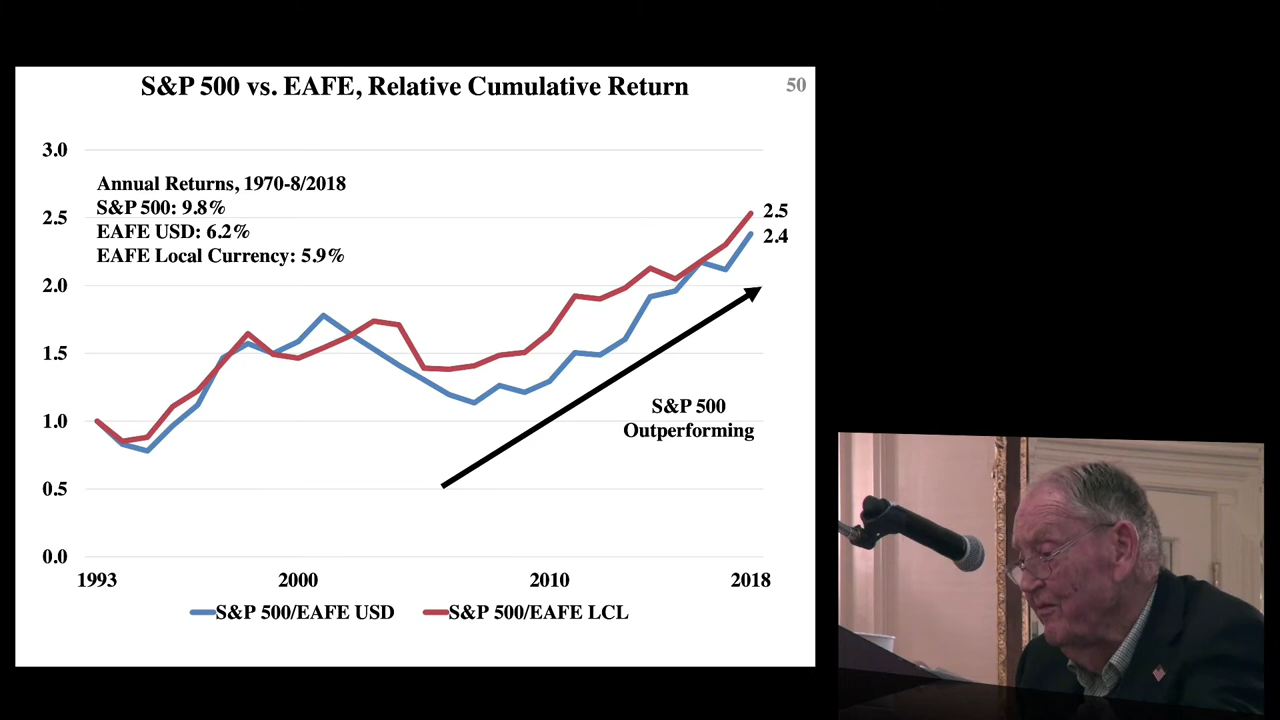 S&P 500 vs. EAFE, Relative Cumulative Return
50
3.0
Annual Returns, 1970-8/2018
S&P 500: 9.8%
EAFE USD: 6.2%
EAFE Local Currency: 5.9%
2.5
2.5
2.4
2.0
1.5
S&P 500
Outperforming
1.0
0.5
0.0
1993
2000
2010
2018
S&P 500/EAFE USD
S&P 500/EAFE LCL